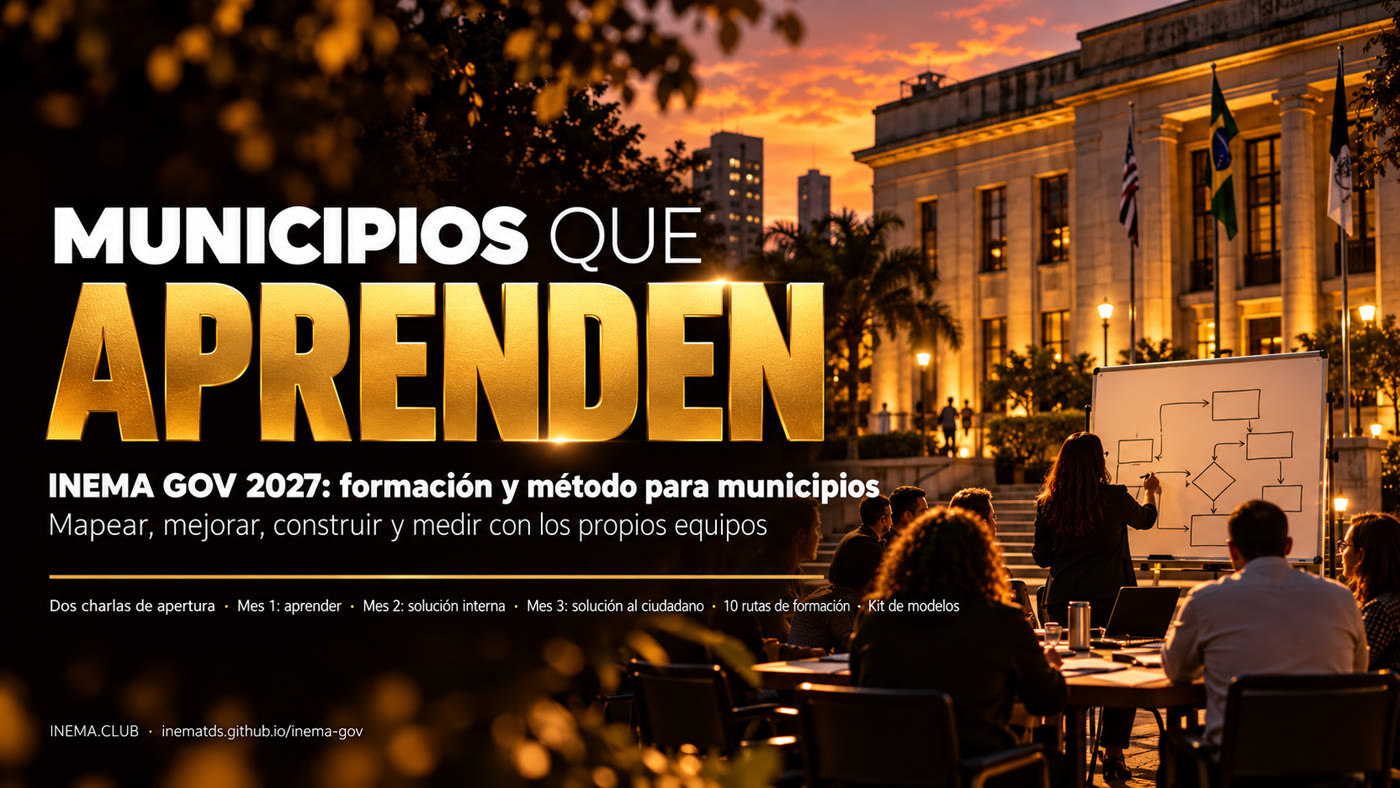 MUNICIPIOS QUE
APRENDEN
INEMA GOV 2027: formación y método para municipios
Mapear, mejorar, construir y medir con los propios equipos
Dos charlas de apertura · Mes 1: aprender · Mes 2: solución interna · Mes 3: solución al ciudadano · 10 rutas de formación · Kit de modelos
INEMA.CLUB · inematds.github.io/inema-gov